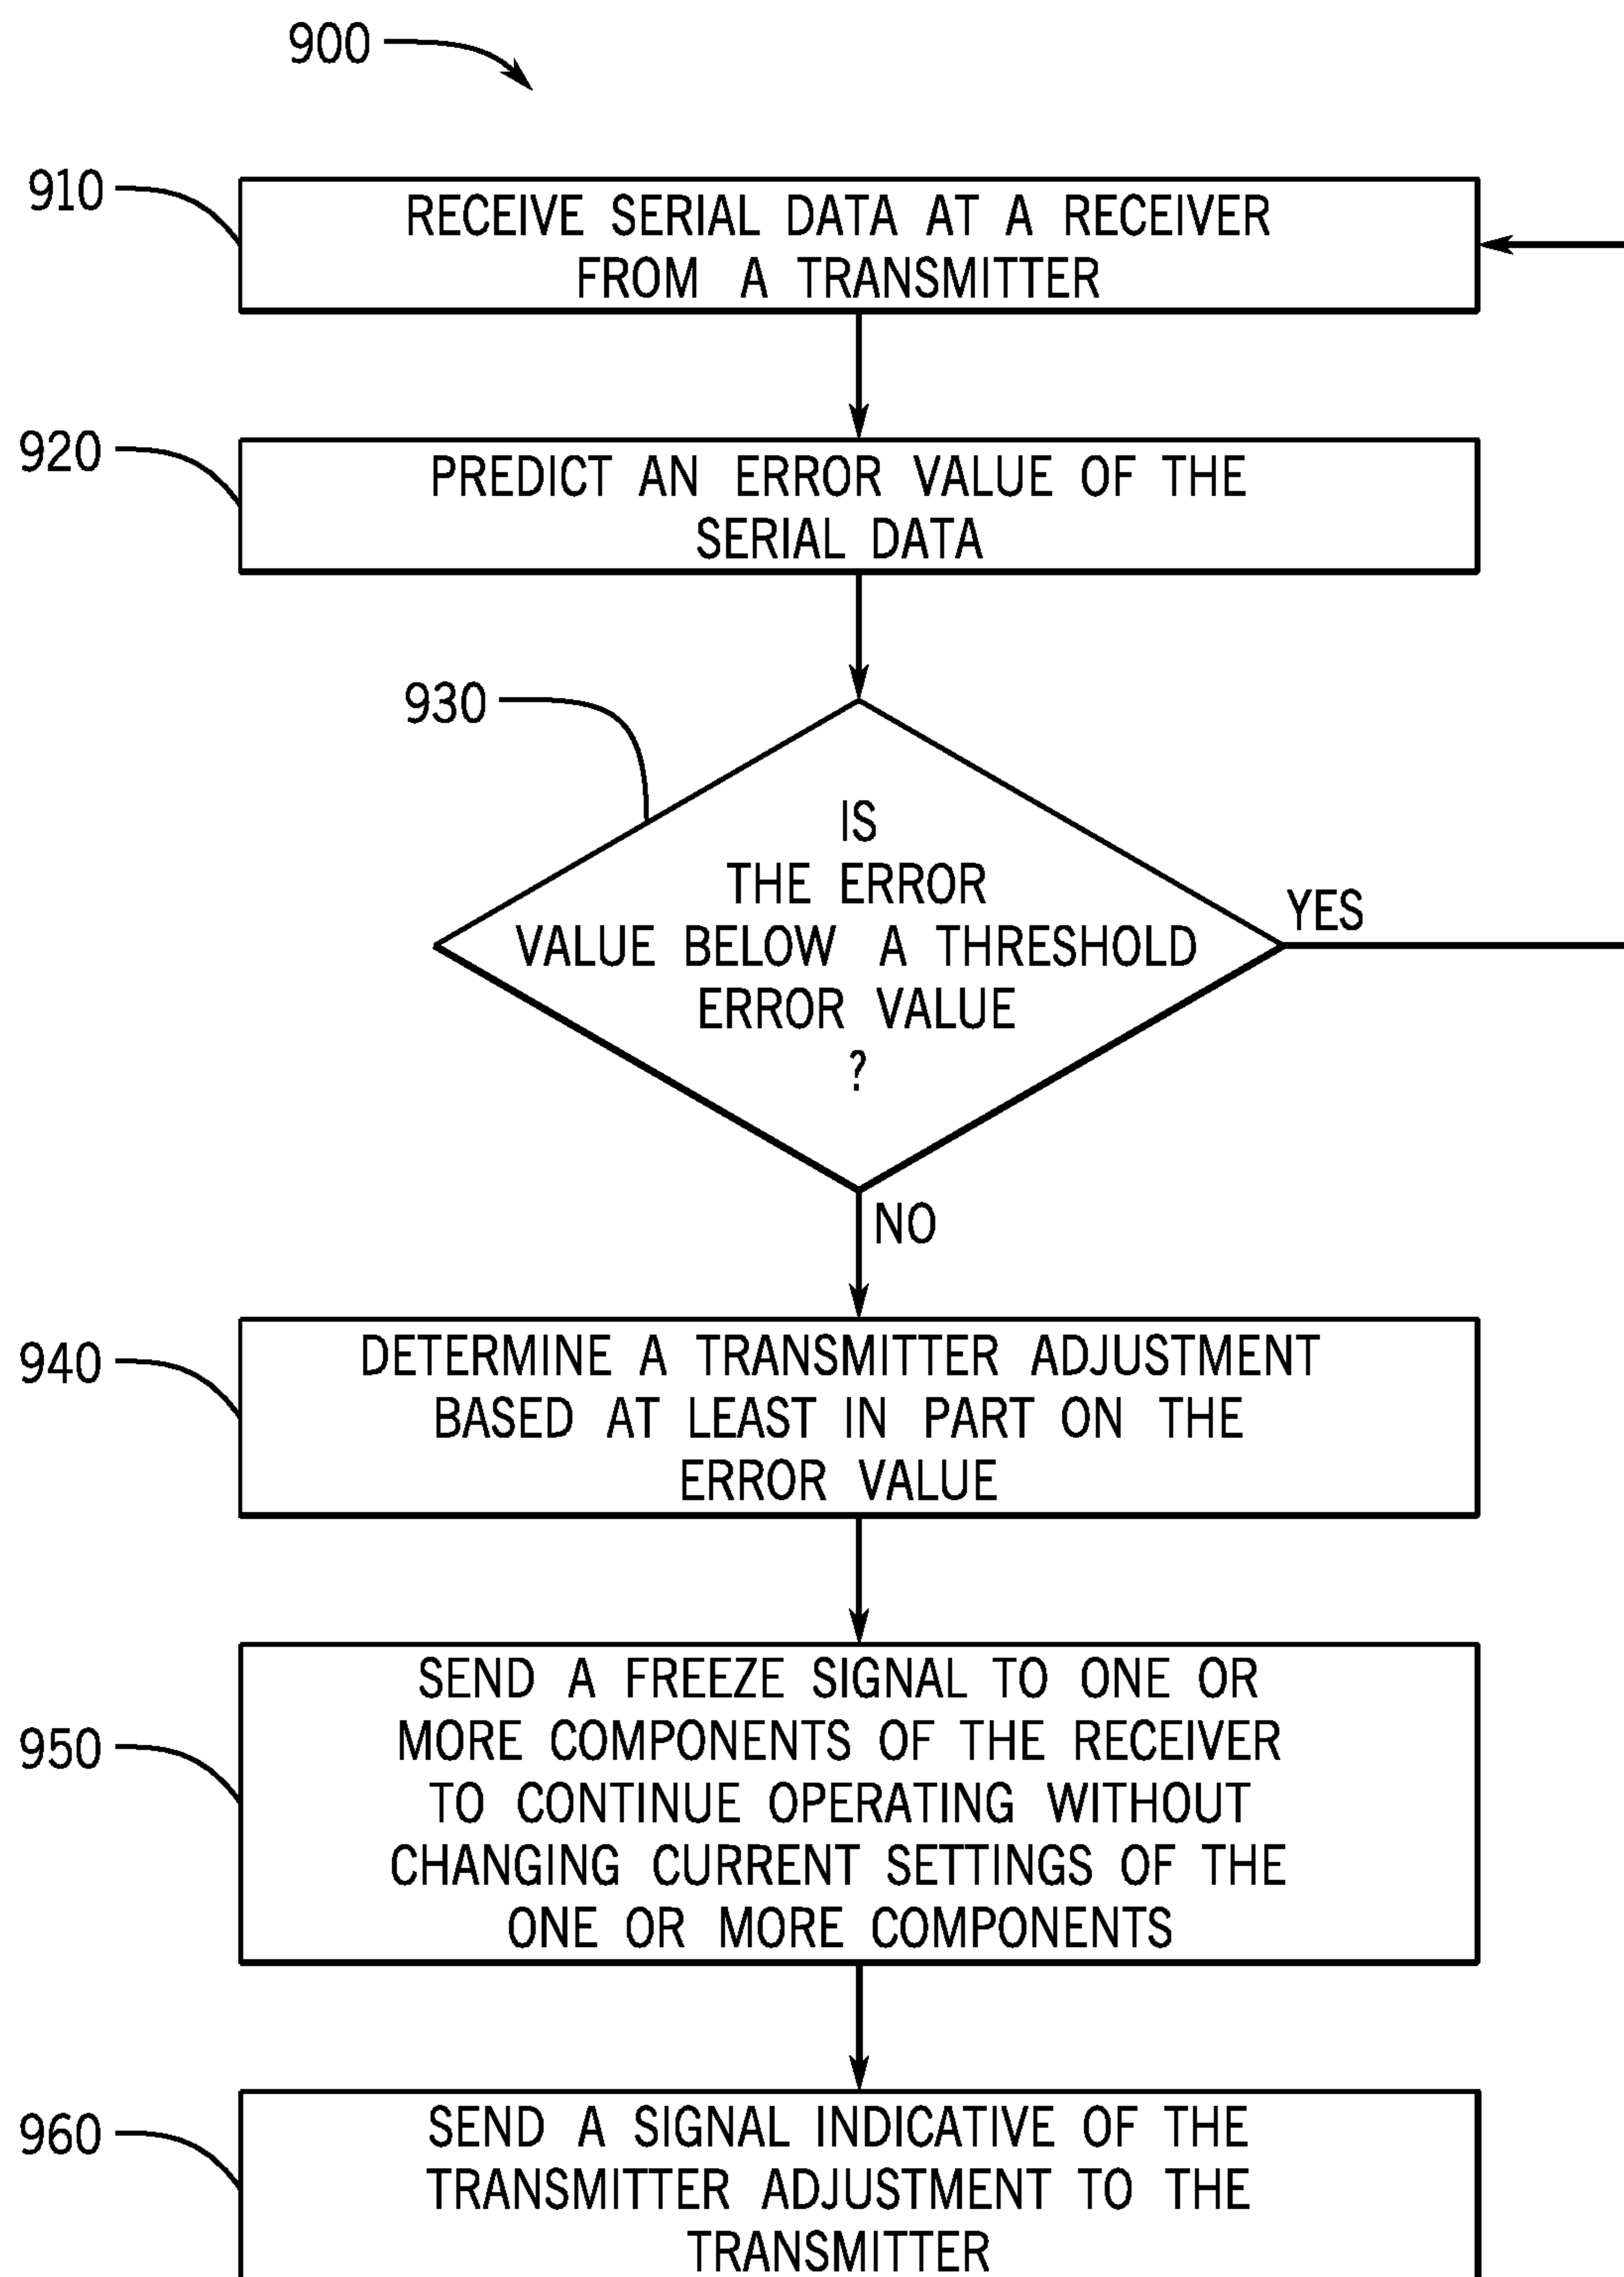 900
910
RECEIVE SERIAL DATA AT A RECEIVER
FROM A TRANSMITTER
920
PREDICT AN ERROR VALUE OF THE
SERIAL DATA
930
IS
THE ERROR
VALUE BELOW A THRESHOLD
ERROR VALUE
?
YES
NO
940
DETERMINE A TRANSMITTER ADJUSTMENT
BASED AT LEAST IN PART ON THE
ERROR VALUE
950
SEND A FREEZE SIGNAL TO ONE OR
MORE COMPONENTS OF THE RECEIVER
TO CONTINUE OPERATING WITHOUT
CHANGING CURRENT SETTINGS OF THE
ONE OR MORE COMPONENTS
960
SEND A SIGNAL INDICATIVE OF THE
TRANSMITTER ADJUSTMENT TO THE
TRANSMITTER